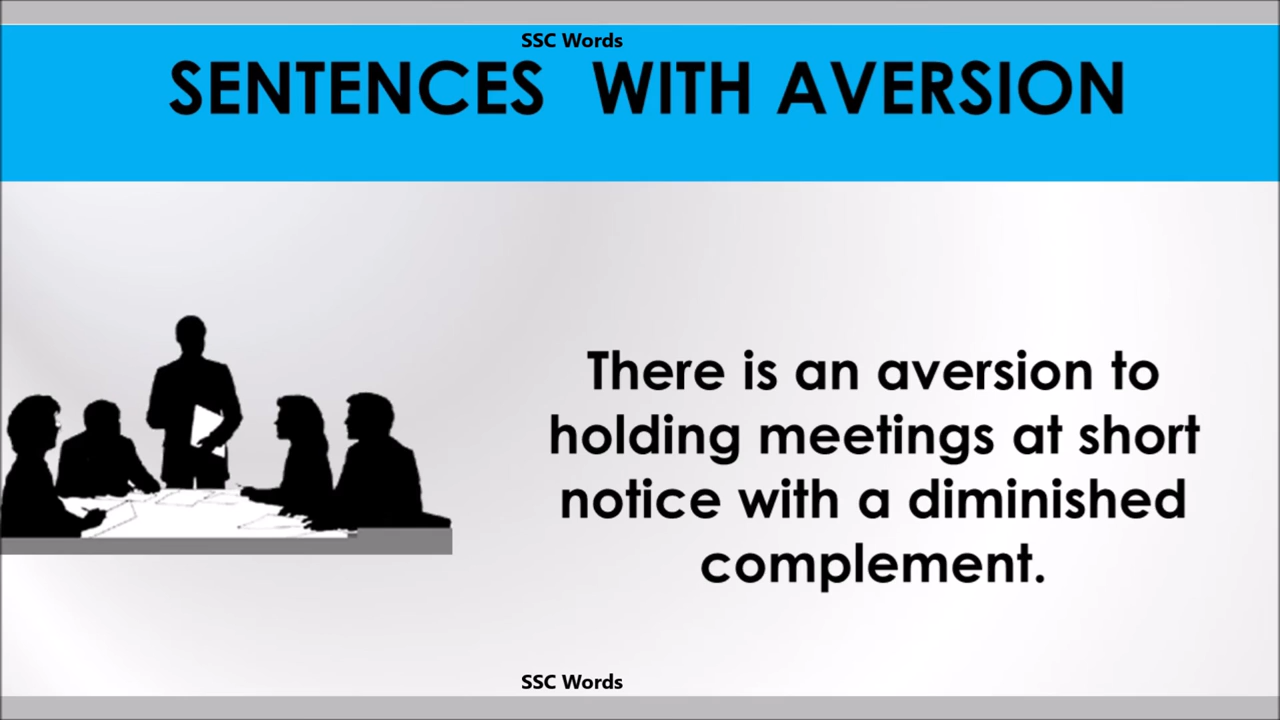 SSC Words
SENTENCES WITH AVERSION
There is an aversion to
holding meetings at short
notice with a diminished
complement.
SSC Words